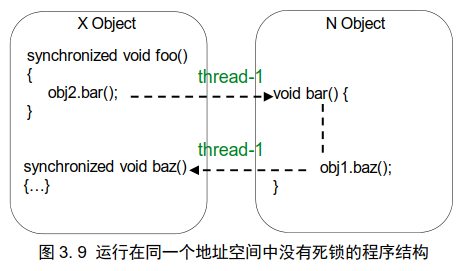 X Object
N Object
synchronized void foo()
{
obj2.bar();
}
thread-1
void bar() {
thread-1
synchronized void baz()
{…}
obj1.baz();
}
图 3. 9 运行在同一个地址空间中没有死锁的程序结构